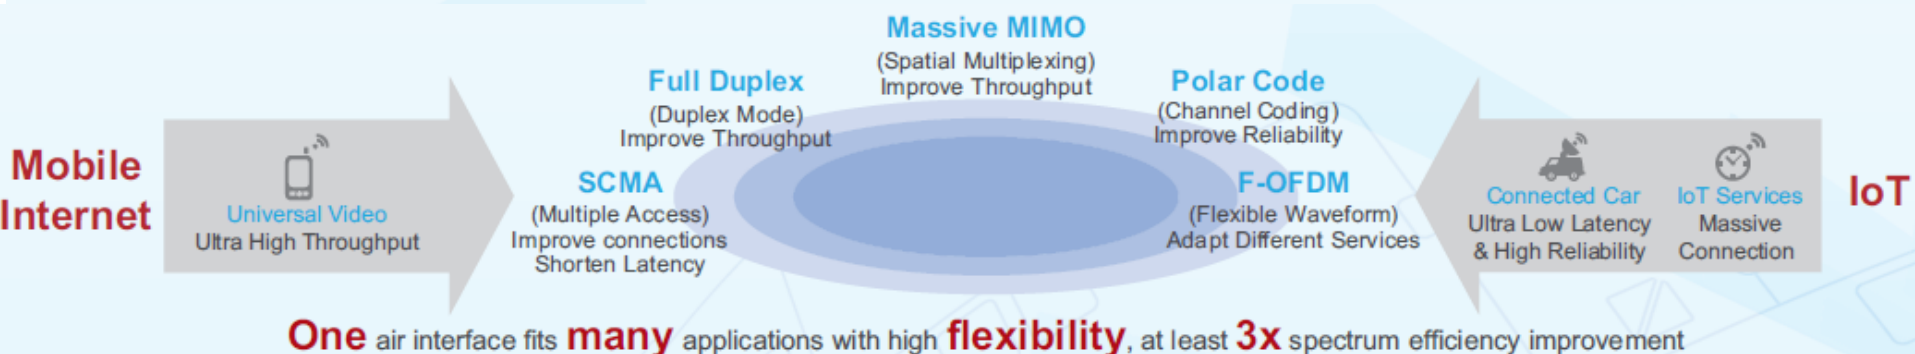 Massive MIMO
(Spatial Multiplexing)
Improve Throughput
Full Duplex
(Duplex Mode)
Improve Throughput
Polar Code
(Channel Coding)
Improve Reliability
Mobile
Internet
Universal Video
Ultra High Throughput
SCMA
(Multiple Access)
Improve connections
Shorten Latency
F-OFDM
(Flexible Waveform)
Adapt Different Services
Connected Car
Ultra Low Latency
& High Reliability
IoT Services
Massive
Connection
IoT
One air interface fits many applications with high flexibility, at least 3x spectrum efficiency improvement